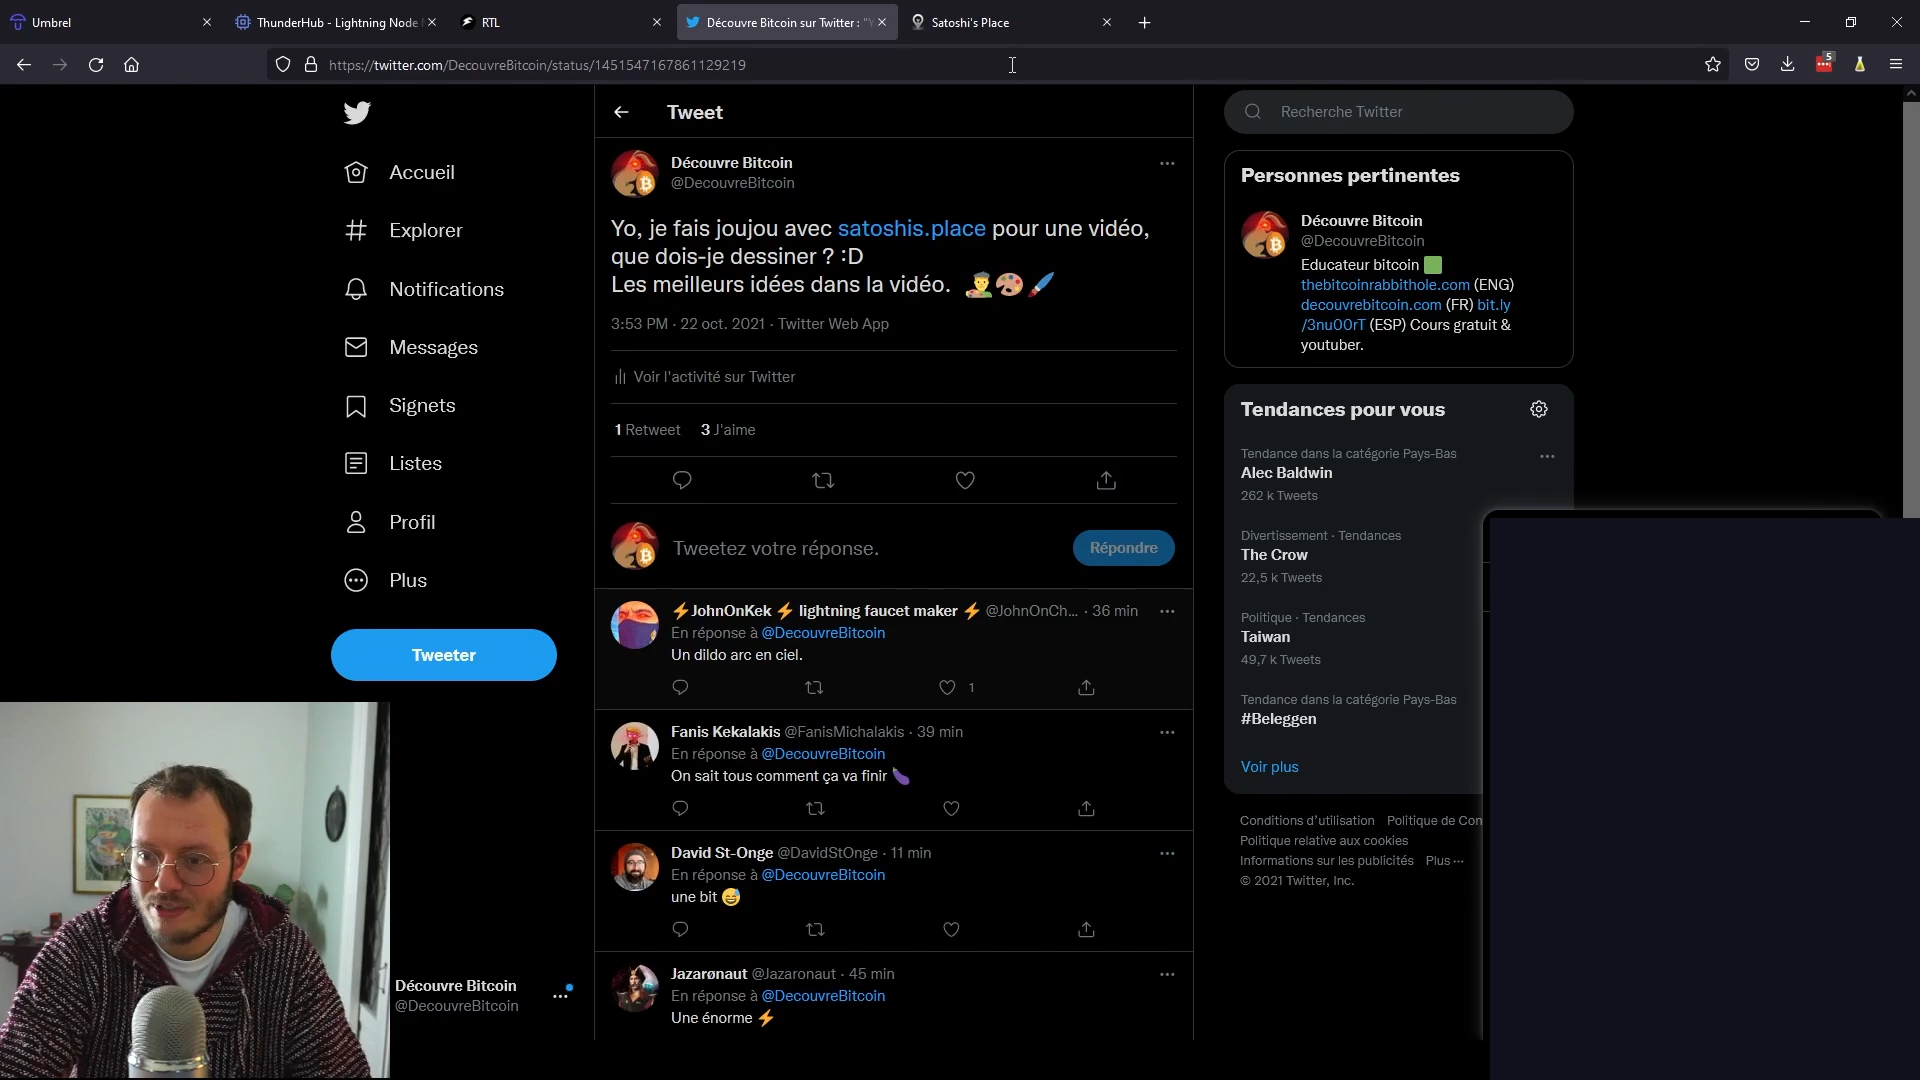 Umbrel
ThunderHub - Lightning Node
RTL
Découvre Bitcoin sur Twitter : "Y
Satoshi's Place
https://twitter.com/DecouvreBitcoin/status/1451547167861129219
5
Tweet
Recherche Twitter
Accueil
Explorer
Notifications
Messages
Signets
Listes
Profil
Plus
Tweeter
Découvre Bitcoin
@DecouvreBitcoin
Découvre Bitcoin
@DecouvreBitcoin
Yo, je fais joujou avec satoshis.place pour une vidéo,
que dois-je dessiner ? :D
Les meilleurs idées dans la vidéo. 👨‍🎨🎨🖌️
3:53 PM · 22 oct. 2021 · Twitter Web App
Voir l'activité sur Twitter
1 Retweet 3 J'aime
Tweetez votre réponse.
Répondre
⚡JohnOnKek ⚡ lightning faucet maker ⚡ @JohnOnCh... · 36 min
En réponse à @DecouvreBitcoin
Un dildo arc en ciel.
1
Fanis Kekalakis @FanisMichalakis · 39 min
En réponse à @DecouvreBitcoin
On sait tous comment ça va finir 🍆
David St-Onge @DavidStOnge · 11 min
En réponse à @DecouvreBitcoin
une bit 😅
Jazarønaut @Jazaronaut · 45 min
En réponse à @DecouvreBitcoin
Une énorme ⚡
Personnes pertinentes
Découvre Bitcoin
@DecouvreBitcoin
Educateur bitcoin 🟩
thebitcoinrabbithole.com (ENG)
decouvrebitcoin.com (FR) bit.ly
/3nu0OrT (ESP) Cours gratuit &
youtuber.
Tendances pour vous
Tendance dans la catégorie Pays-Bas
Alec Baldwin
262 k Tweets
Divertissement · Tendances
The Crow
22,5 k Tweets
Politique · Tendances
Taiwan
49,7 k Tweets
Tendance dans la catégorie Pays-Bas
#Beleggen
Voir plus
Conditions d'utilisation Politique de Con
Politique relative aux cookies
Informations sur les publicités Plus ···
© 2021 Twitter, Inc.